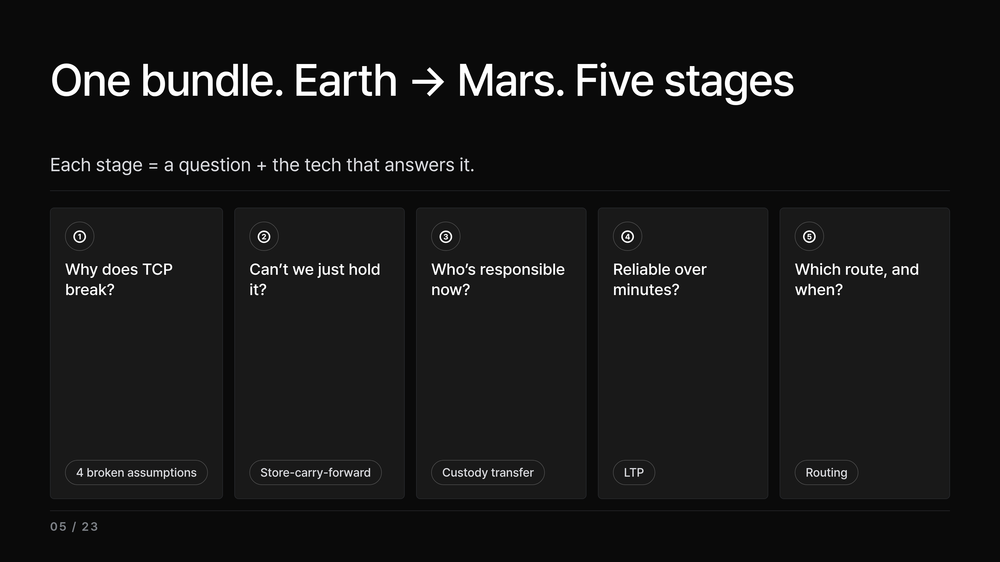 One bundle. Earth → Mars. Five stages
Each stage = a question + the tech that answers it.
①
Why does TCP
break?
4 broken assumptions
②
Can’t we just hold
it?
Store-carry-forward
③
Who’s responsible
now?
Custody transfer
④
Reliable over
minutes?
LTP
⑤
Which route, and
when?
Routing
05 / 23